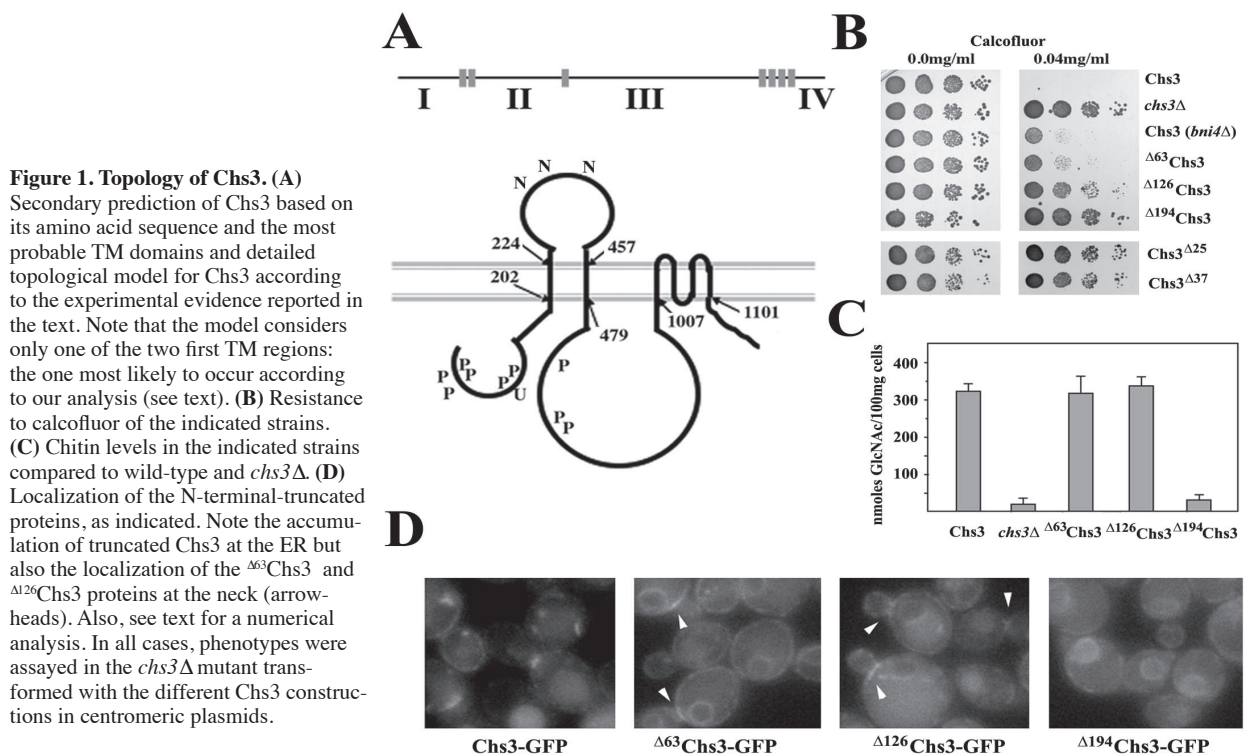 Figure 1. Topology of Chs3. (A)
Secondary prediction of Chs3 based on
its amino acid sequence and the most
probable TM domains and detailed
topological model for Chs3 according
to the experimental evidence reported in
the text. Note that the model considers
only one of the two first TM regions:
the one most likely to occur according
to our analysis (see text). (B) Resistance
to calcofluor of the indicated strains.
(C) Chitin levels in the indicated strains
compared to wild-type and chs3Δ. (D)
Localization of the N-terminal-truncated
proteins, as indicated. Note the accumu-
lation of truncated Chs3 at the ER but
also the localization of the Δ63Chs3 and
Δ126Chs3 proteins at the neck (arrow-
heads). Also, see text for a numerical
analysis. In all cases, phenotypes were
assayed in the chs3Δ mutant trans-
formed with the different Chs3 construc-
tions in centromeric plasmids.
A
I II III IV
N N N
224 457
202
479 1007 1101
P P P P P P U
P P P
B
Calcofluor
0.0mg/ml 0.04mg/ml
Chs3
chs3Δ
Chs3 (bni4Δ)
Δ63Chs3
Δ126Chs3
Δ194Chs3
Chs3Δ25
Chs3Δ37
C
nmoles GlcNAc/100mg cells
400
300
200
100
Chs3 chs3Δ Δ63Chs3 Δ126Chs3 Δ194Chs3
D
Chs3-GFP Δ63Chs3-GFP Δ126Chs3-GFP Δ194Chs3-GFP